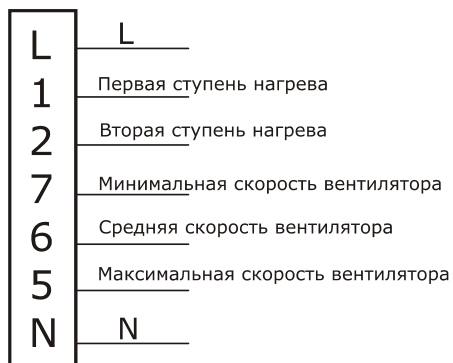 L L
1 Первая ступень нагрева
2 Вторая ступень нагрева
7 Минимальная скорость вентилятора
6 Средняя скорость вентилятора
5 Максимальная скорость вентилятора
N N